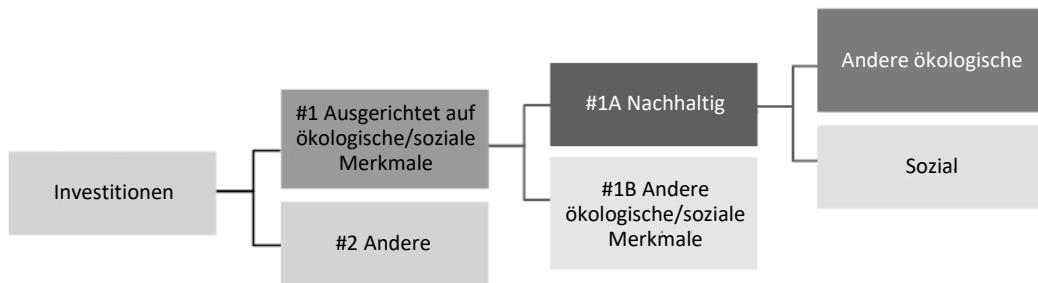 Investitionen
#1 Ausgerichtet auf
ökologische/soziale
Merkmale
#2 Andere
#1A Nachhaltig
#1B Andere
ökologische/soziale
Merkmale
Andere ökologische
Sozial